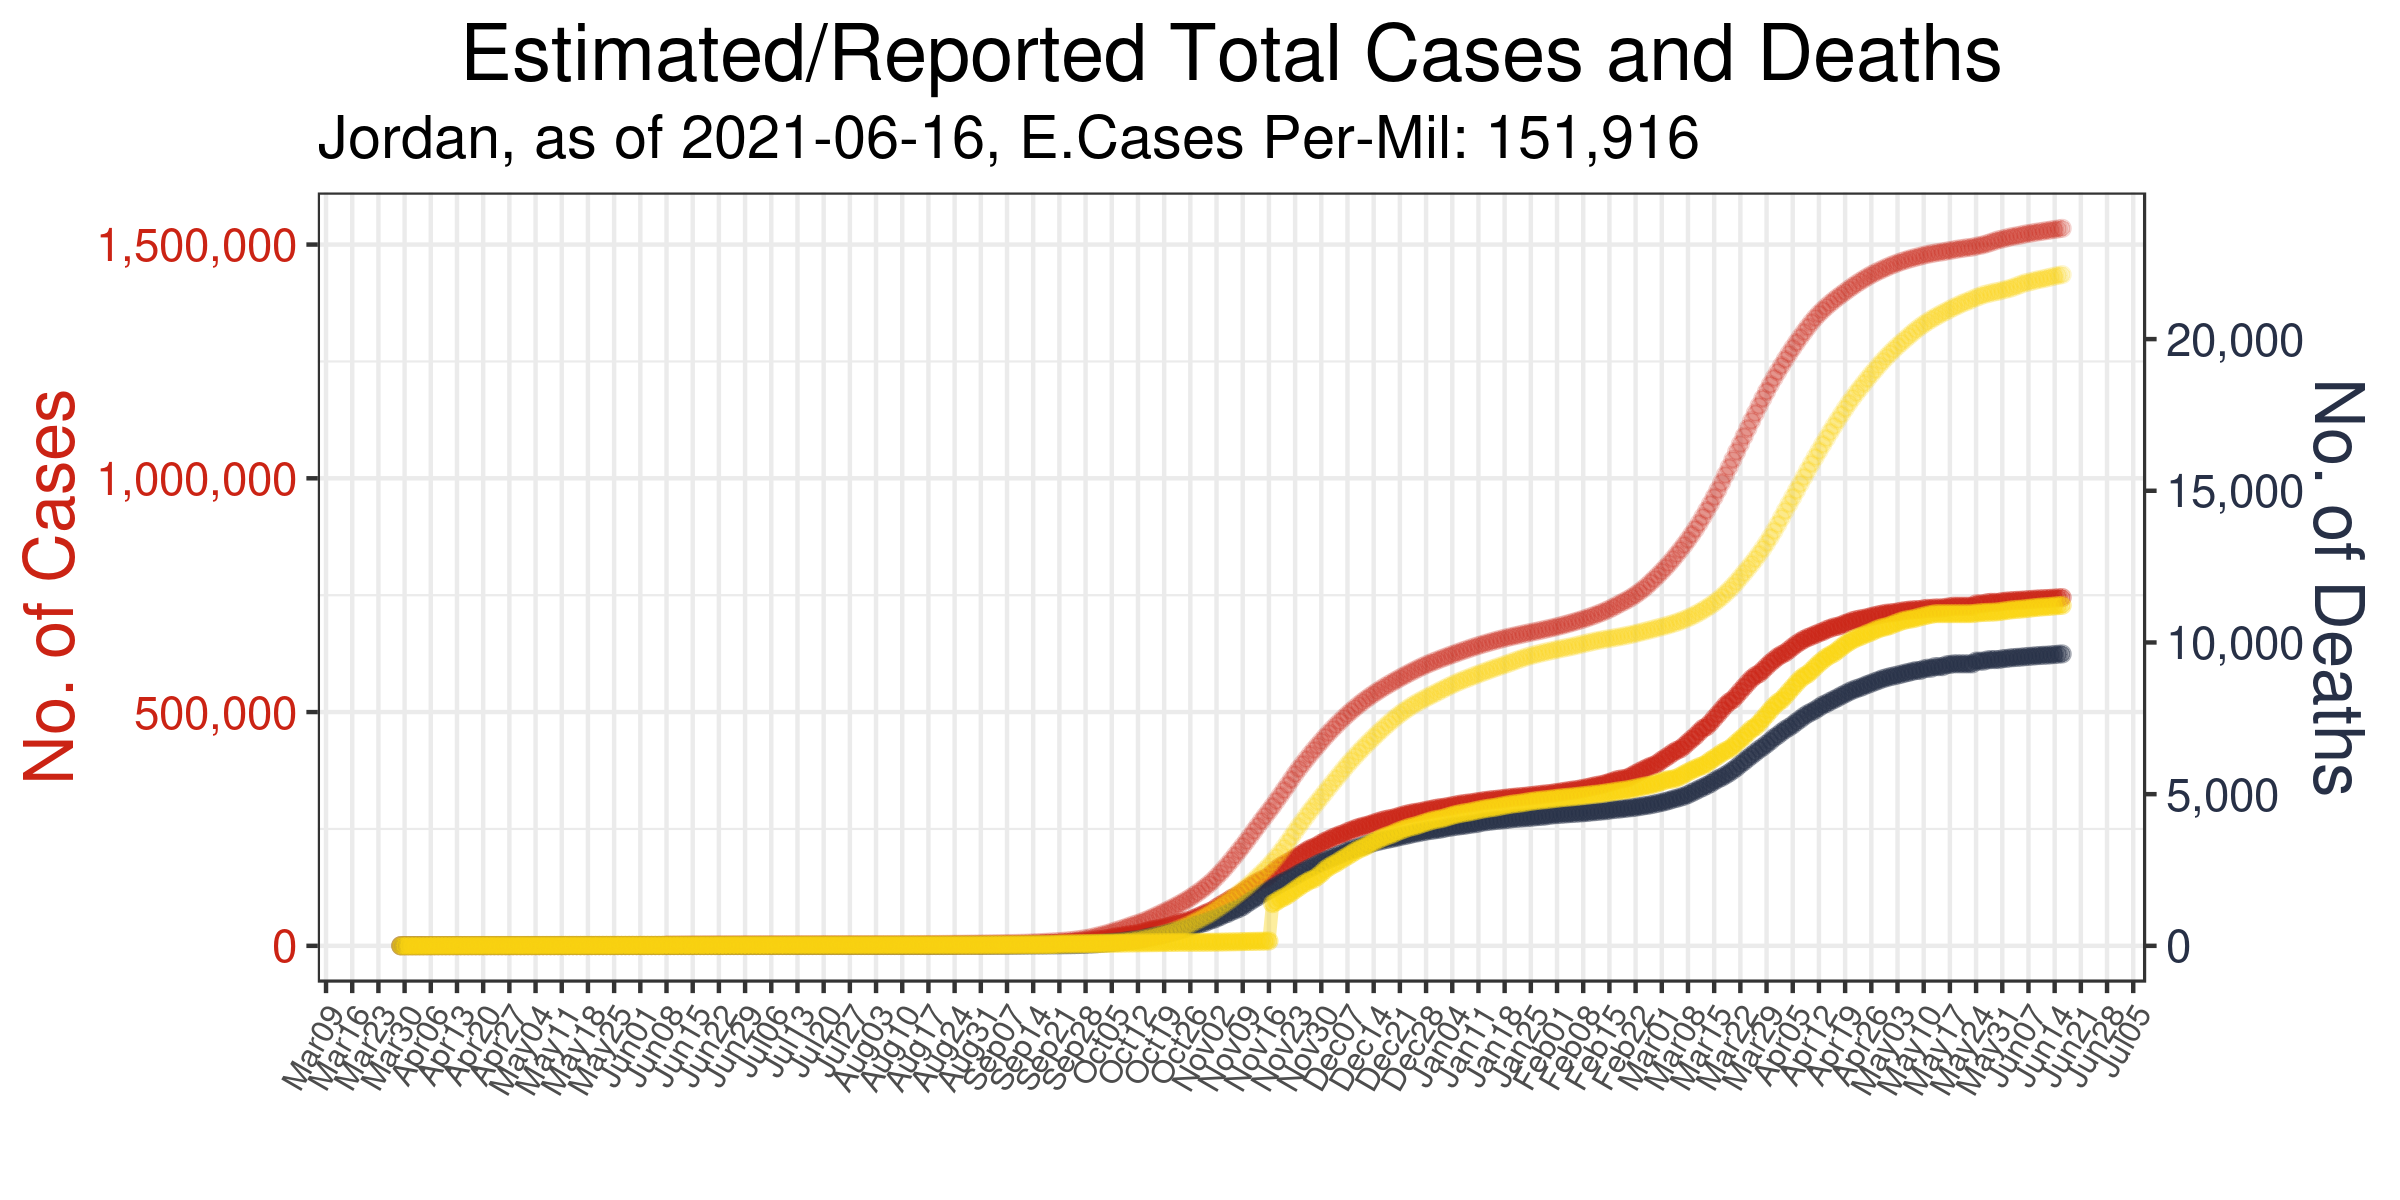 Estimated/Reported Total Cases and Deaths
Jordan, as of 2021-06-16, E.Cases Per-Mil: 151,916
No. of Cases
1,500,000
1,000,000
500,000
0
No. of Deaths
20,000
15,000
10,000
5,000
0
Mar09
Mar16
Mar23
Mar30
Apr06
Apr13
Apr20
Apr27
May04
May11
May18
May25
Jun01
Jun08
Jun15
Jun22
Jun29
Jul06
Jul13
Jul20
Jul27
Aug03
Aug10
Aug17
Aug24
Aug31
Sep07
Sep14
Sep21
Sep28
Oct05
Oct12
Oct19
Oct26
Nov02
Nov09
Nov16
Nov23
Nov30
Dec07
Dec14
Dec21
Dec28
Jan04
Jan11
Jan18
Jan25
Feb01
Feb08
Feb15
Feb22
Mar01
Mar08
Mar15
Mar22
Mar29
Apr05
Apr12
Apr19
Apr26
May03
May10
May17
May24
May31
Jun07
Jun14
Jun21
Jun28
Jul05